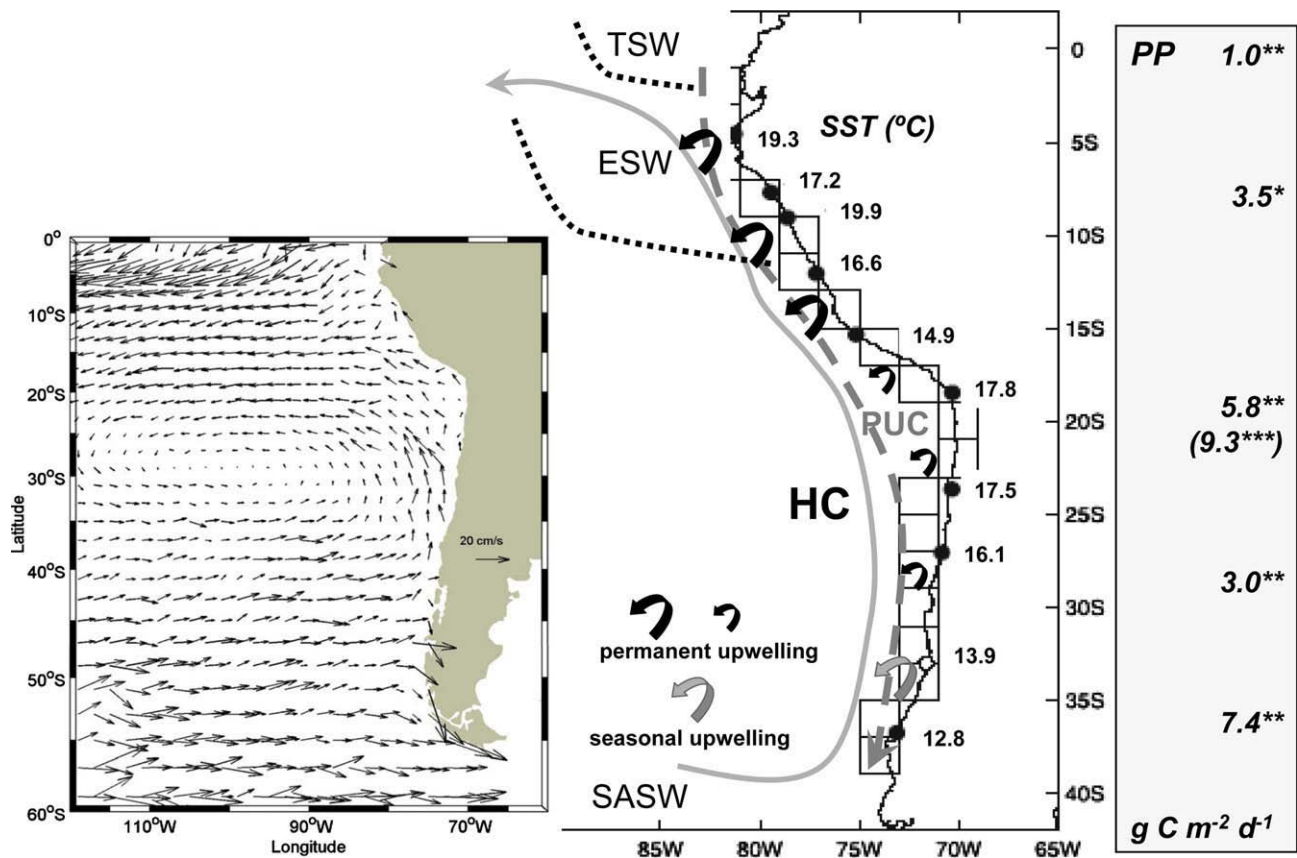 0°
10°S
20°S
30°S
40°S
50°S
60°S
Latitude
110°W
90°W
70°W
Longitude
20 cm/s
TSW
ESW
SST (ºC)
19.3
17.2
19.9
16.6
14.9
17.8
PUC
17.5
HC
16.1
13.9
12.8
permanent upwelling
seasonal upwelling
SASW
0
5S
10S
15S
20S
25S
30S
35S
40S
85W
80W
75W
70W
65W
PP 1.0**
3.5*
5.8**
(9.3***)
3.0**
7.4**
g C m⁻² d⁻¹